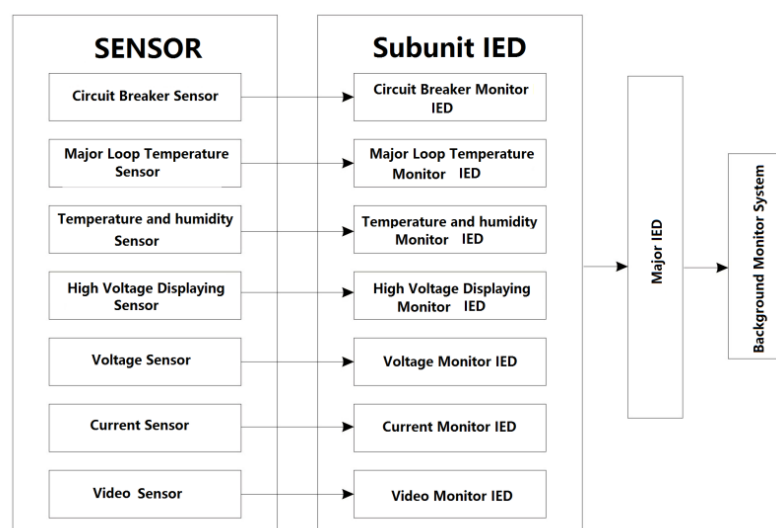 SENSOR
Circuit Breaker Sensor
Major Loop Temperature
Sensor
Temperature and humidity
Sensor
High Voltage Displaying
Sensor
Voltage Sensor
Current Sensor
Video Sensor
Subunit IED
Circuit Breaker Monitor
IED
Major Loop Temperature
Monitor IED
Temperature and humidity
Monitor IED
High Voltage Displaying
Monitor IED
Voltage Monitor IED
Current Monitor IED
Video Monitor IED
Major IED
Background Monitor System